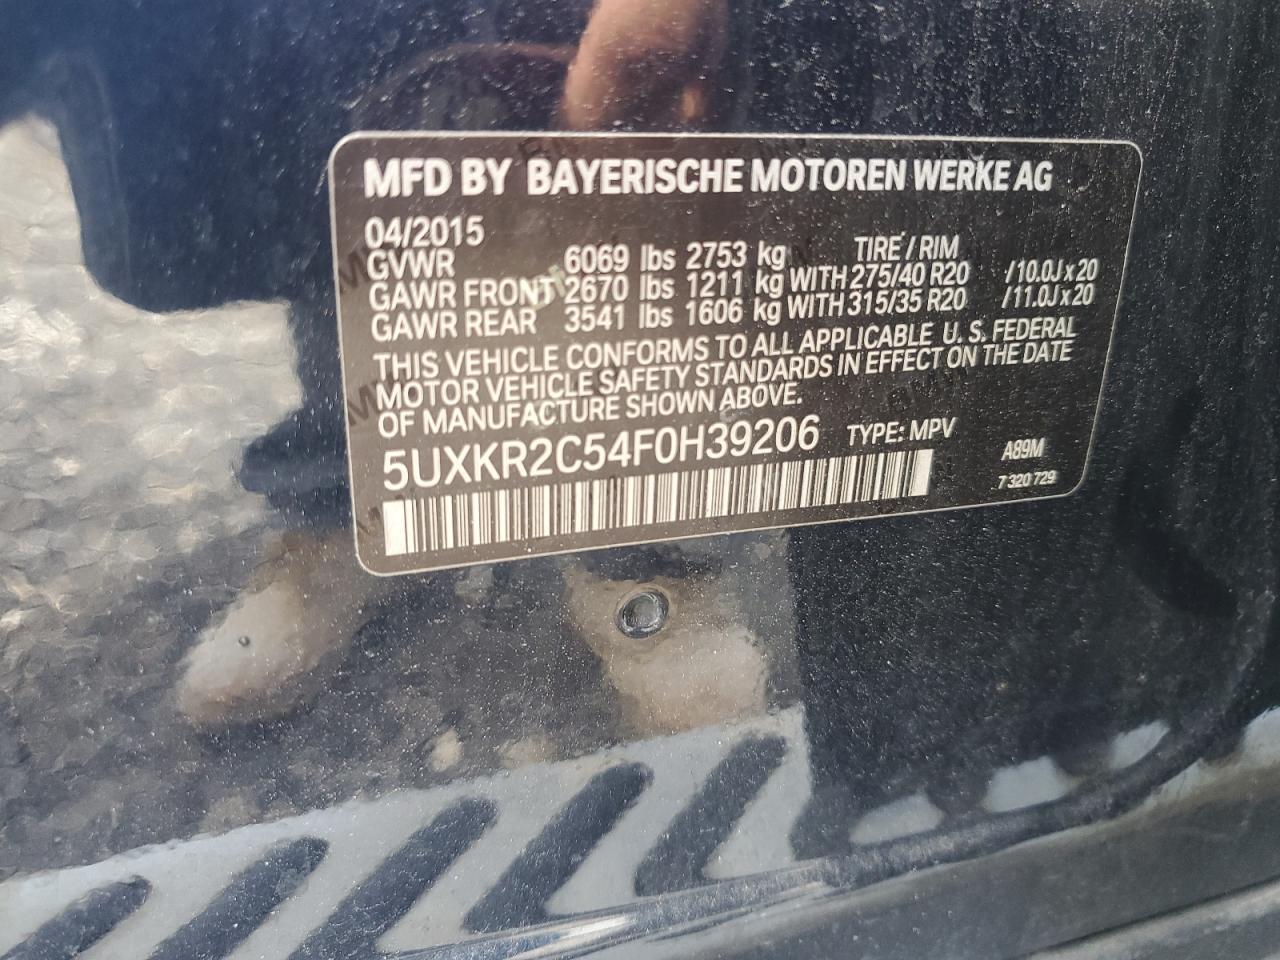 MFD BY BAYERISCHE MOTOREN WERKE AG
04/2015
GVWR 6069 lbs 2753 kg TIRE / RIM
GAWR FRONT 2670 lbs 1211 kg WITH 275/40 R20 /10.0J x 20
GAWR REAR 3541 lbs 1606 kg WITH 315/35 R20 /11.0J x 20
THIS VEHICLE CONFORMS TO ALL APPLICABLE U. S. FEDERAL
MOTOR VEHICLE SAFETY STANDARDS IN EFFECT ON THE DATE
OF MANUFACTURE SHOWN ABOVE.
5UXKR2C54F0H39206 TYPE: MPV
A89M
7 320 729